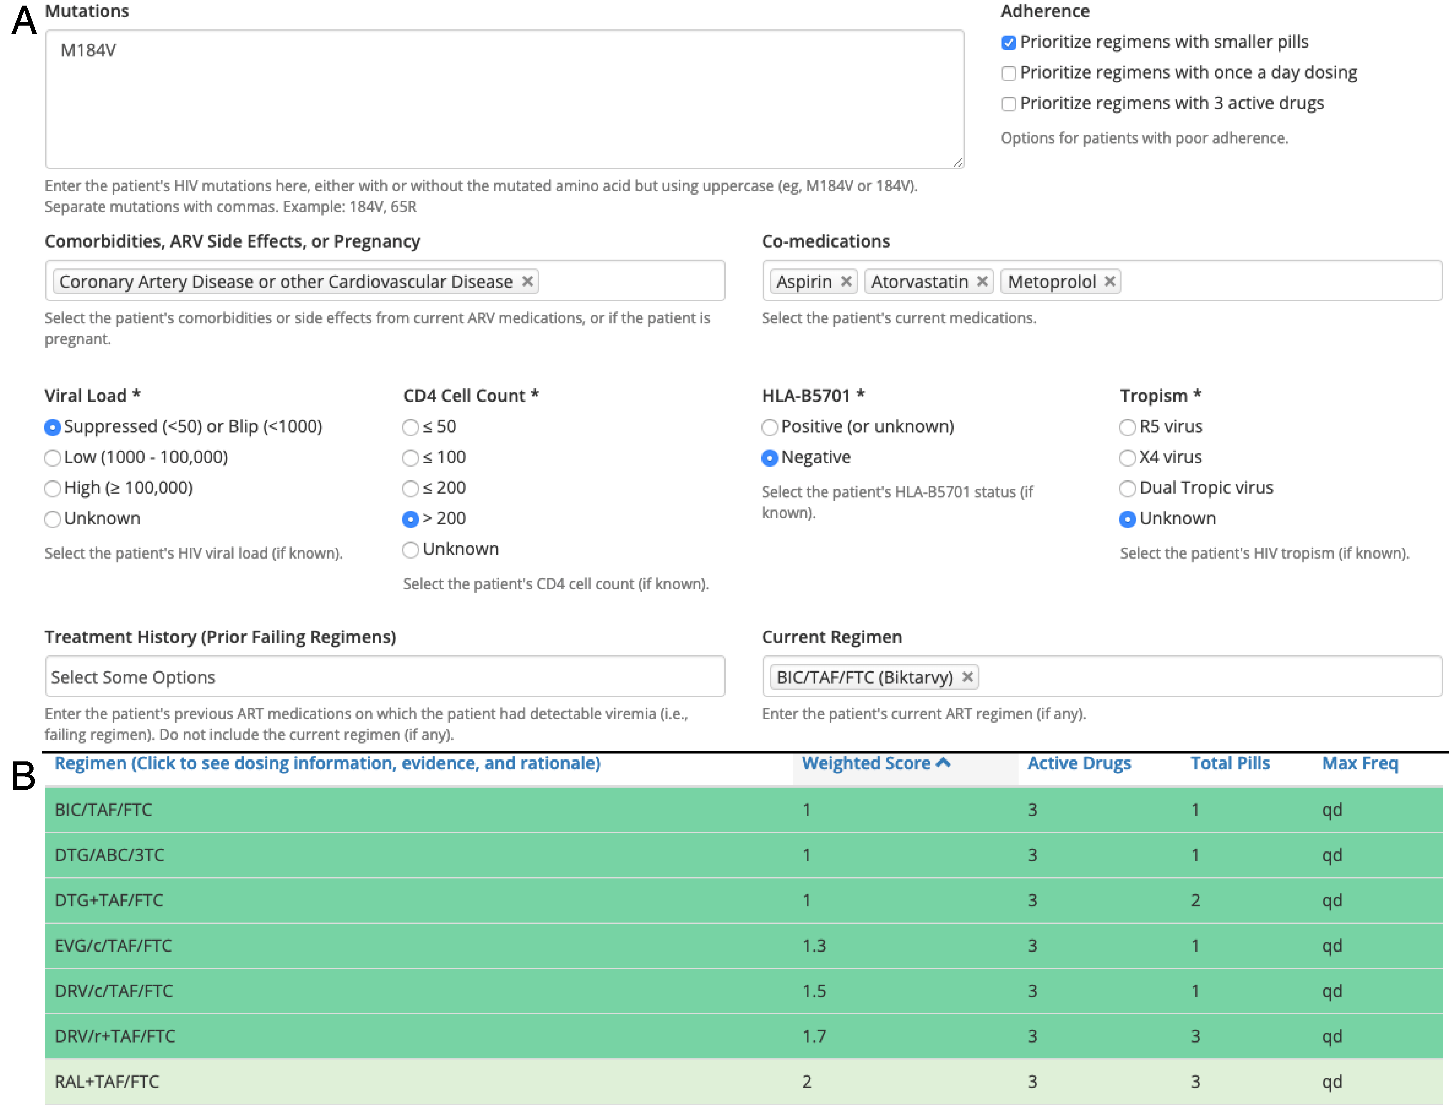 A
Mutations
M184V
Enter the patient's HIV mutations here, either with or without the mutated amino acid but using uppercase (eg, M184V or 184V).
Separate mutations with commas. Example: 184V, 65R
Adherence
Prioritize regimens with smaller pills
Prioritize regimens with once a day dosing
Prioritize regimens with 3 active drugs
Options for patients with poor adherence.
Comorbidities, ARV Side Effects, or Pregnancy
Coronary Artery Disease or other Cardiovascular Disease ×
Select the patient's comorbidities or side effects from current ARV medications, or if the patient is
pregnant.
Co-medications
Aspirin × Atorvastatin × Metoprolol ×
Select the patient's current medications.
Viral Load *
Suppressed (<50) or Blip (<1000)
Low (1000 - 100,000)
High (≥ 100,000)
Unknown
Select the patient's HIV viral load (if known).
CD4 Cell Count *
≤ 50
≤ 100
≤ 200
> 200
Unknown
Select the patient's CD4 cell count (if known).
HLA-B5701 *
Positive (or unknown)
Negative
Select the patient's HLA-B5701 status (if
known).
Tropism *
R5 virus
X4 virus
Dual Tropic virus
Unknown
Select the patient's HIV tropism (if known).
Treatment History (Prior Failing Regimens)
Select Some Options
Enter the patient's previous ART medications on which the patient had detectable viremia (i.e.,
failing regimen). Do not include the current regimen (if any).
Current Regimen
BIC/TAF/FTC (Biktarvy) ×
Enter the patient's current ART regimen (if any).
B
Regimen (Click to see dosing information, evidence, and rationale) Weighted Score Active Drugs Total Pills Max Freq
BIC/TAF/FTC 1 3 1 qd
DTG/ABC/3TC 1 3 1 qd
DTG+TAF/FTC 1 3 2 qd
EVG/c/TAF/FTC 1.3 3 1 qd
DRV/c/TAF/FTC 1.5 3 1 qd
DRV/r+TAF/FTC 1.7 3 3 qd
RAL+TAF/FTC 2 3 3 qd